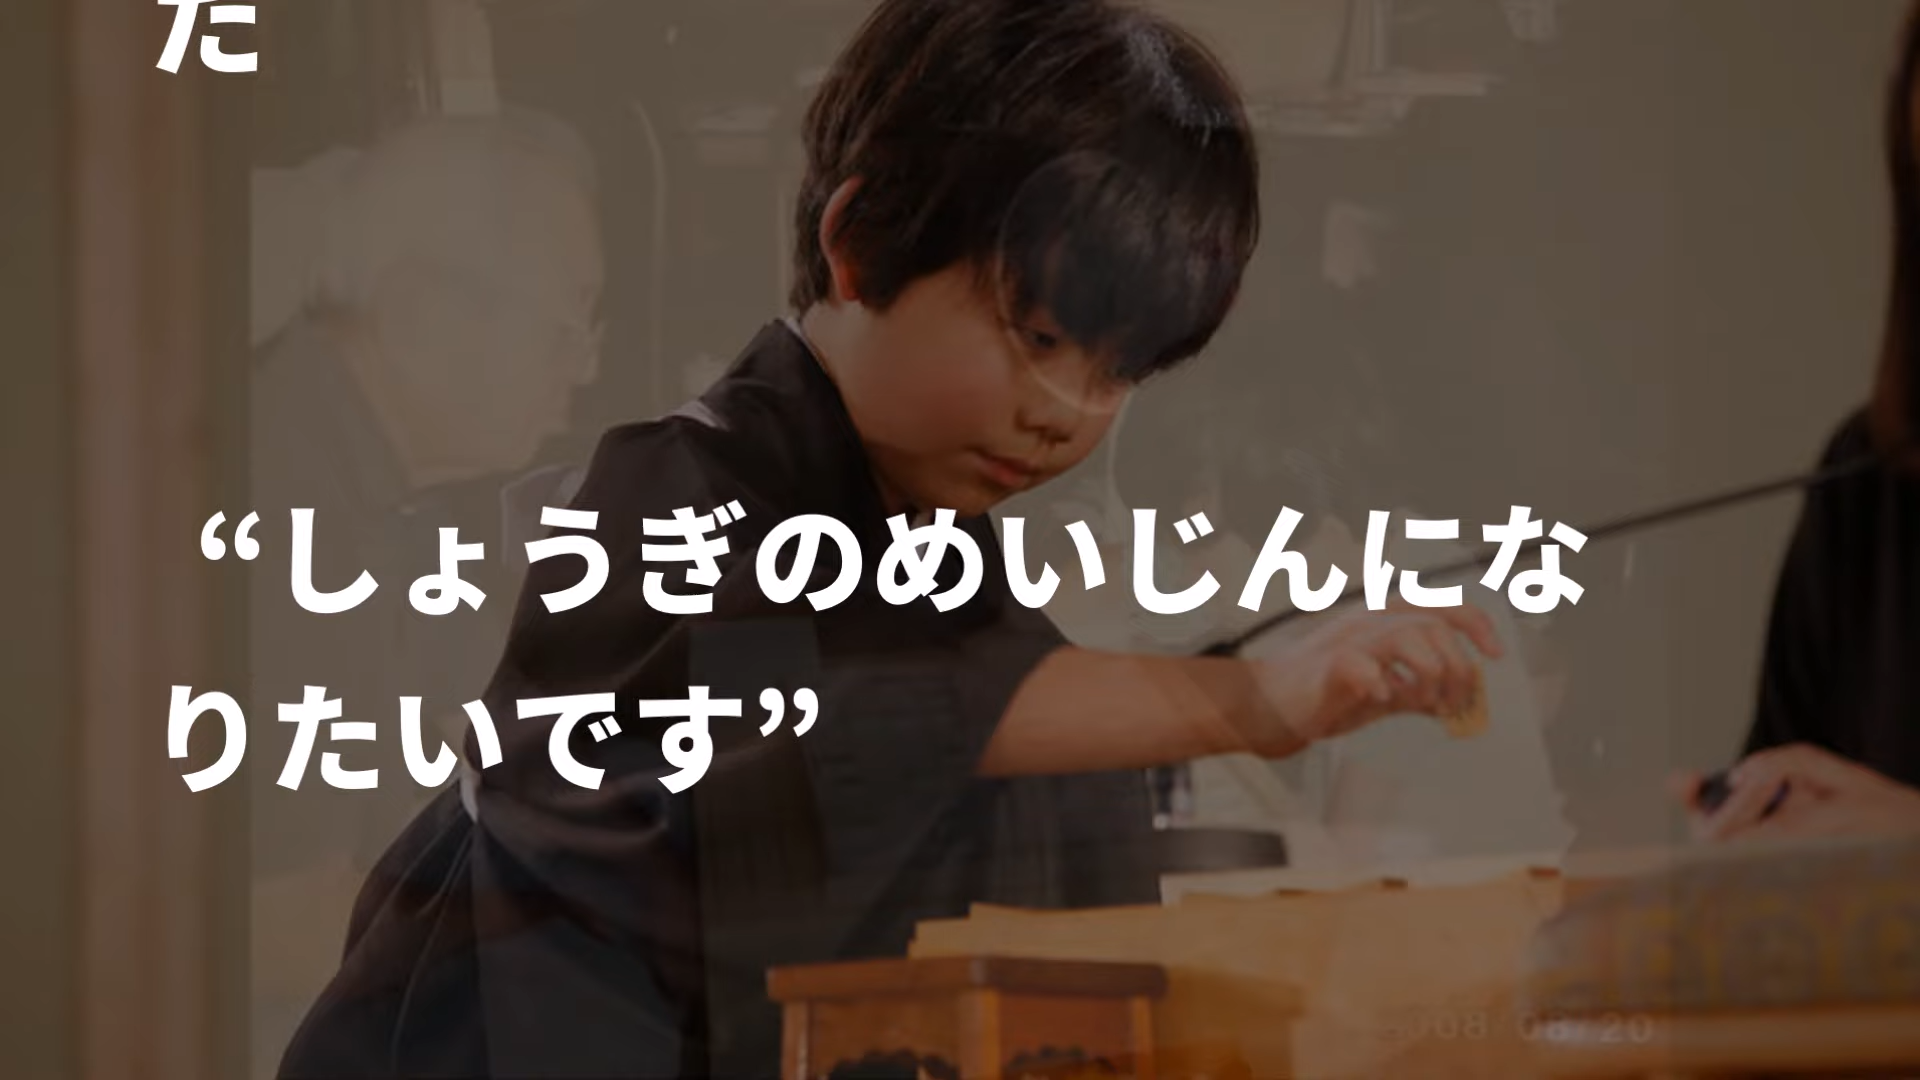 た
“しょうぎのめいじんにな
りたいです”